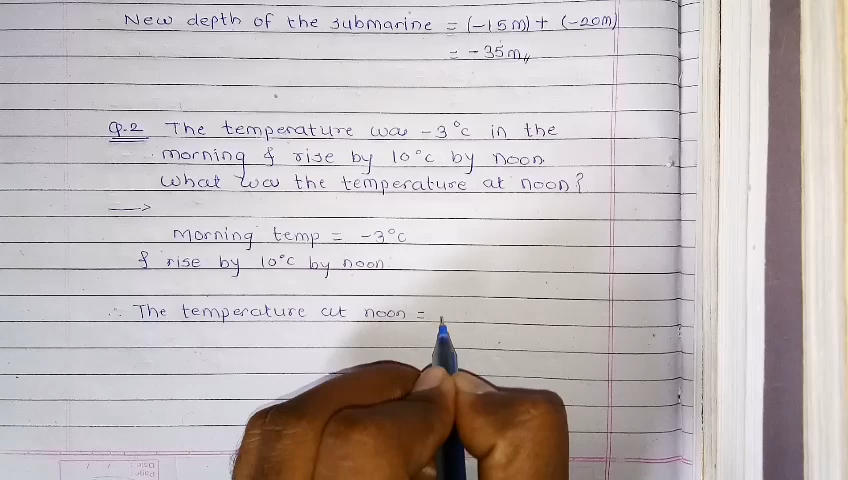 New depth of the submarine = (-15m) + (-20m)
= -35m,,
Q.2 The temperature was -3°c in the
morning & rise by 10°c by noon
What was the temperature at noon?
→
Morning temp = -3°c
& rise by 10°c by noon
∴ The temperature at noon =
Page :
Date : / /